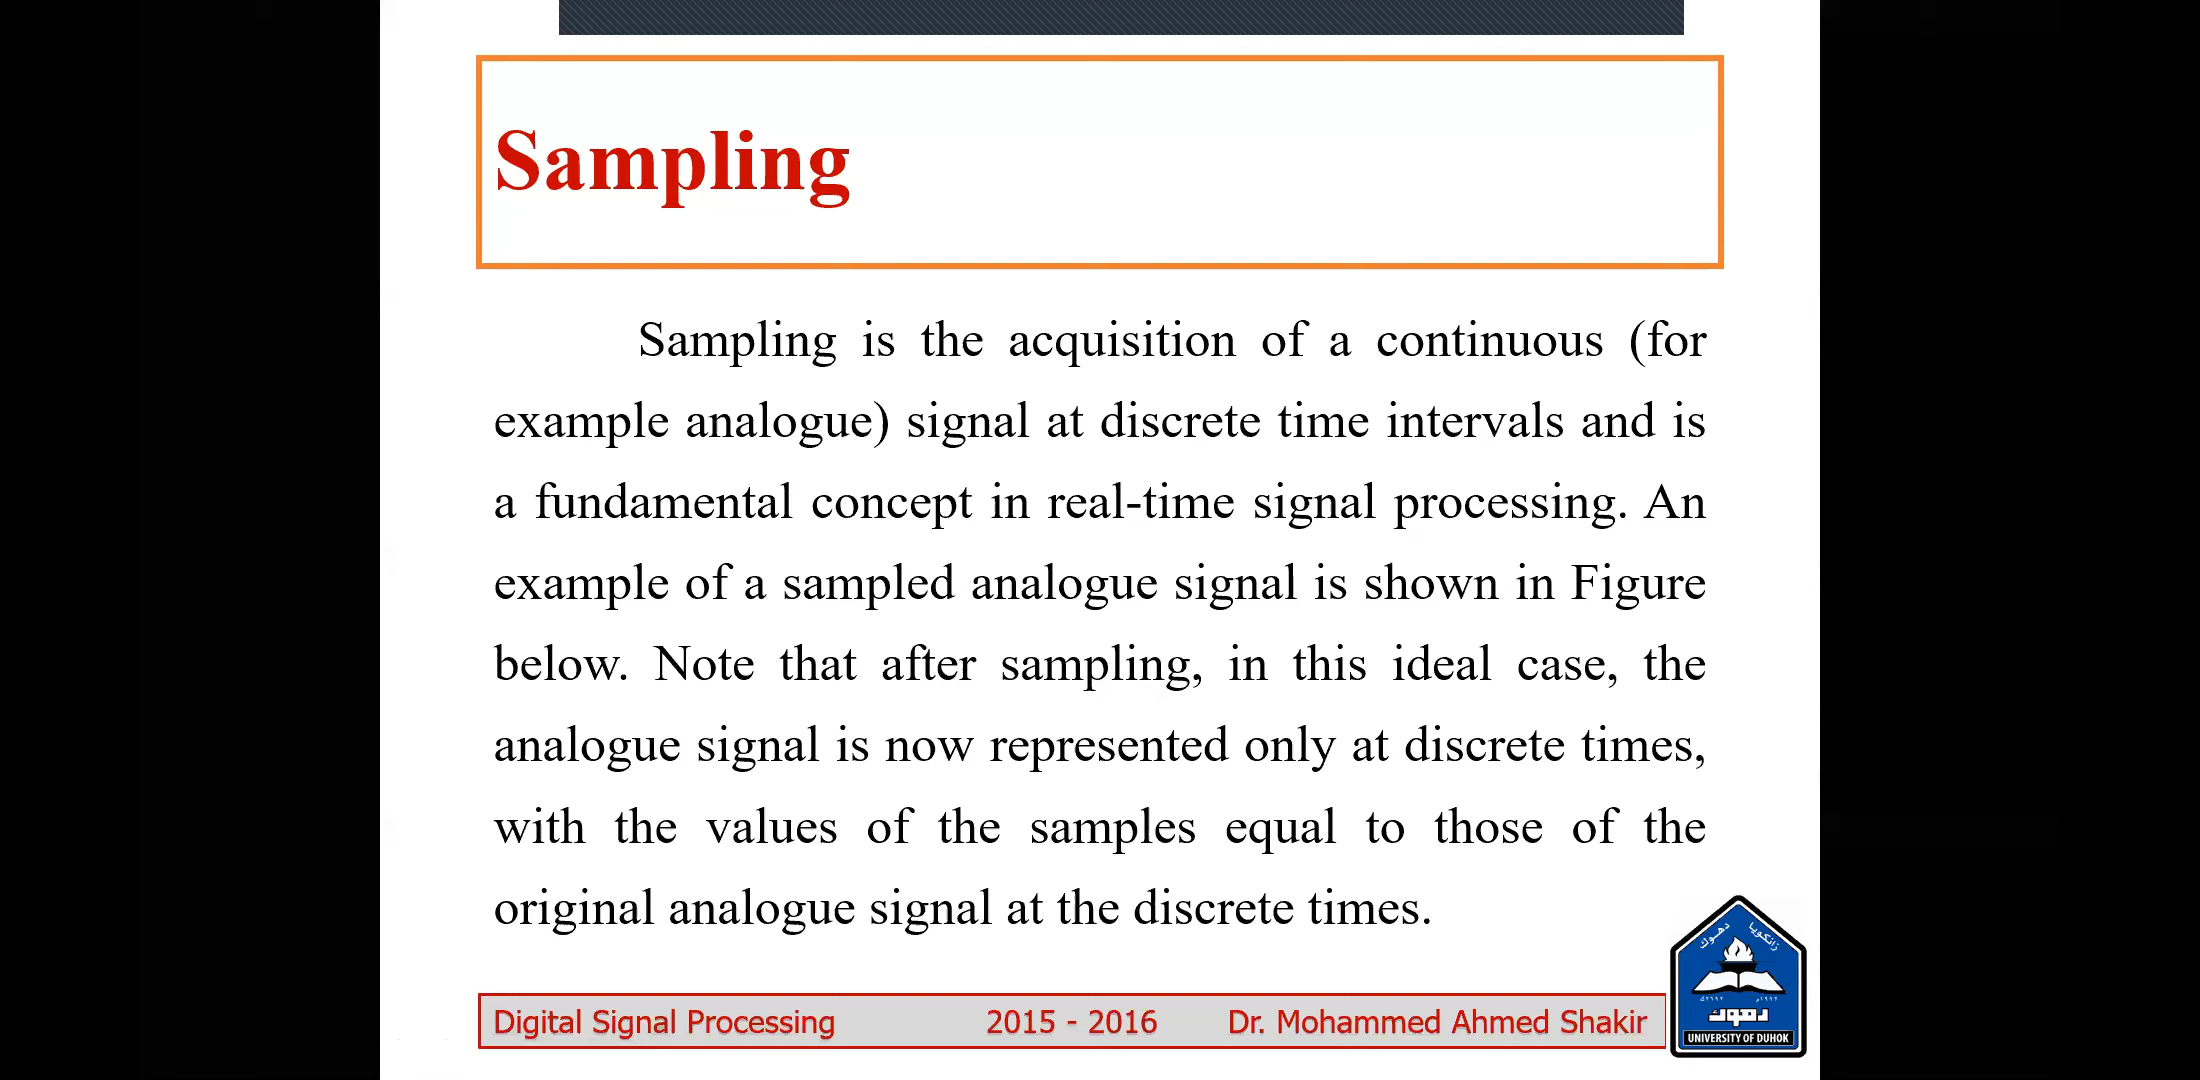 Sampling
Sampling is the acquisition of a continuous (for
example analogue) signal at discrete time intervals and is
a fundamental concept in real-time signal processing. An
example of a sampled analogue signal is shown in Figure
below. Note that after sampling, in this ideal case, the
analogue signal is now represented only at discrete times,
with the values of the samples equal to those of the
original analogue signal at the discrete times.
زانكويا دهوك
دهوك
UNIVERSITY OF DUHOK
Digital Signal Processing 2015 - 2016 Dr. Mohammed Ahmed Shakir